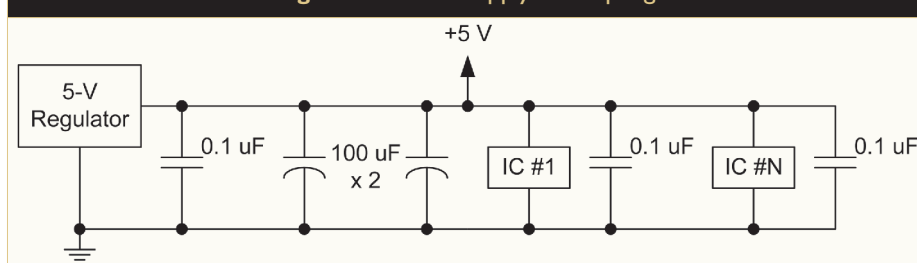 +5 V
5-V
Regulator
0.1 uF
100 uF
x 2
IC #1
0.1 uF
IC #N
0.1 uF